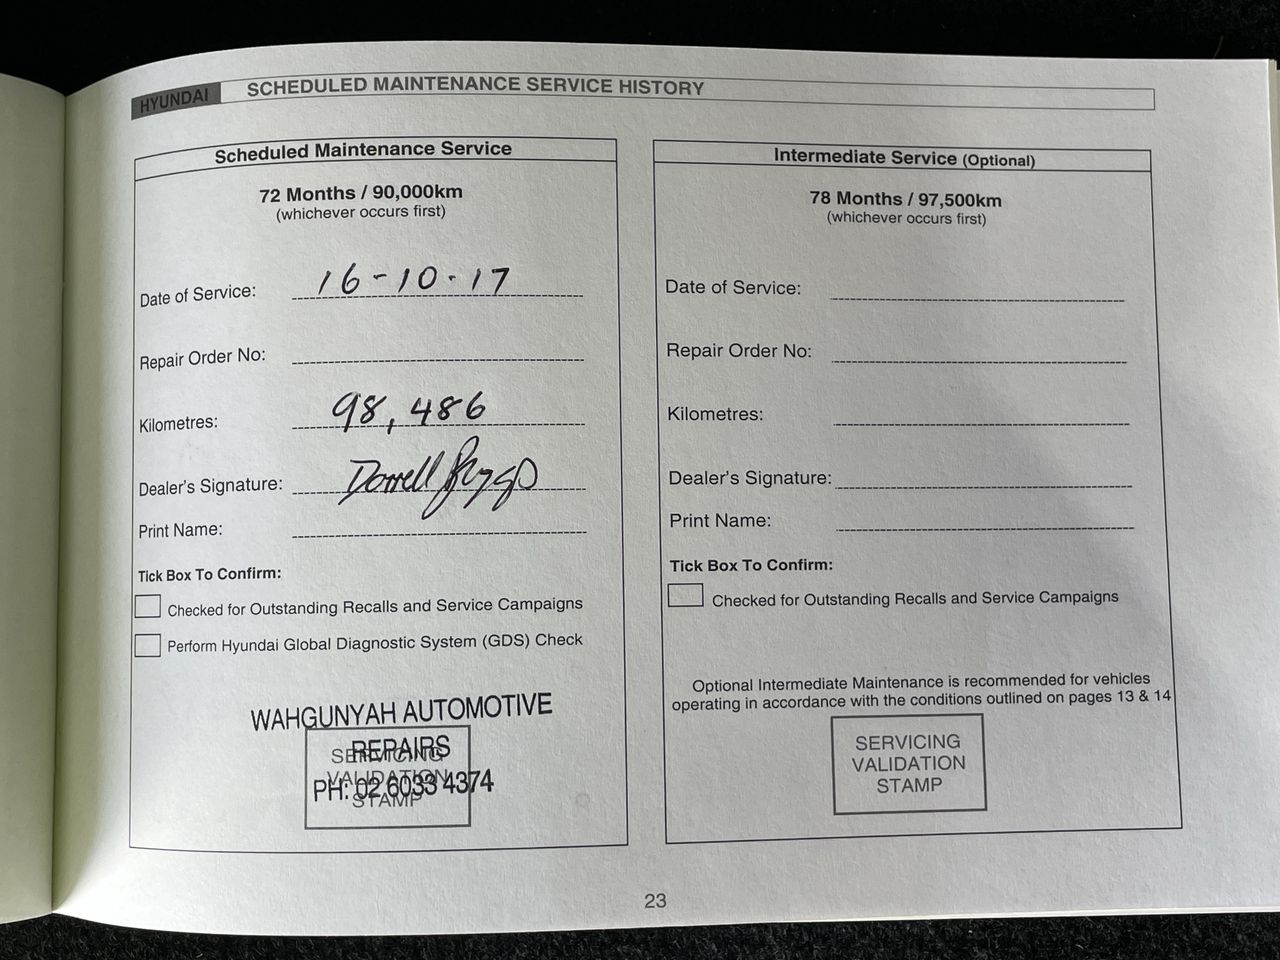 HYUNDAI SCHEDULED MAINTENANCE SERVICE HISTORY
Scheduled Maintenance Service
72 Months / 90,000km
(whichever occurs first)
Date of Service: 16-10-17
Repair Order No:
Kilometres: 98,486
Dealer's Signature:
Print Name:
Tick Box To Confirm:
Checked for Outstanding Recalls and Service Campaigns
Perform Hyundai Global Diagnostic System (GDS) Check
WAHGUNYAH AUTOMOTIVE
REPAIRS
PH: 02 6033 4374
SERVICING
VALIDATION
STAMP
Intermediate Service (Optional)
78 Months / 97,500km
(whichever occurs first)
Date of Service:
Repair Order No:
Kilometres:
Dealer's Signature:
Print Name:
Tick Box To Confirm:
Checked for Outstanding Recalls and Service Campaigns
Optional Intermediate Maintenance is recommended for vehicles
operating in accordance with the conditions outlined on pages 13 & 14
SERVICING
VALIDATION
STAMP
23